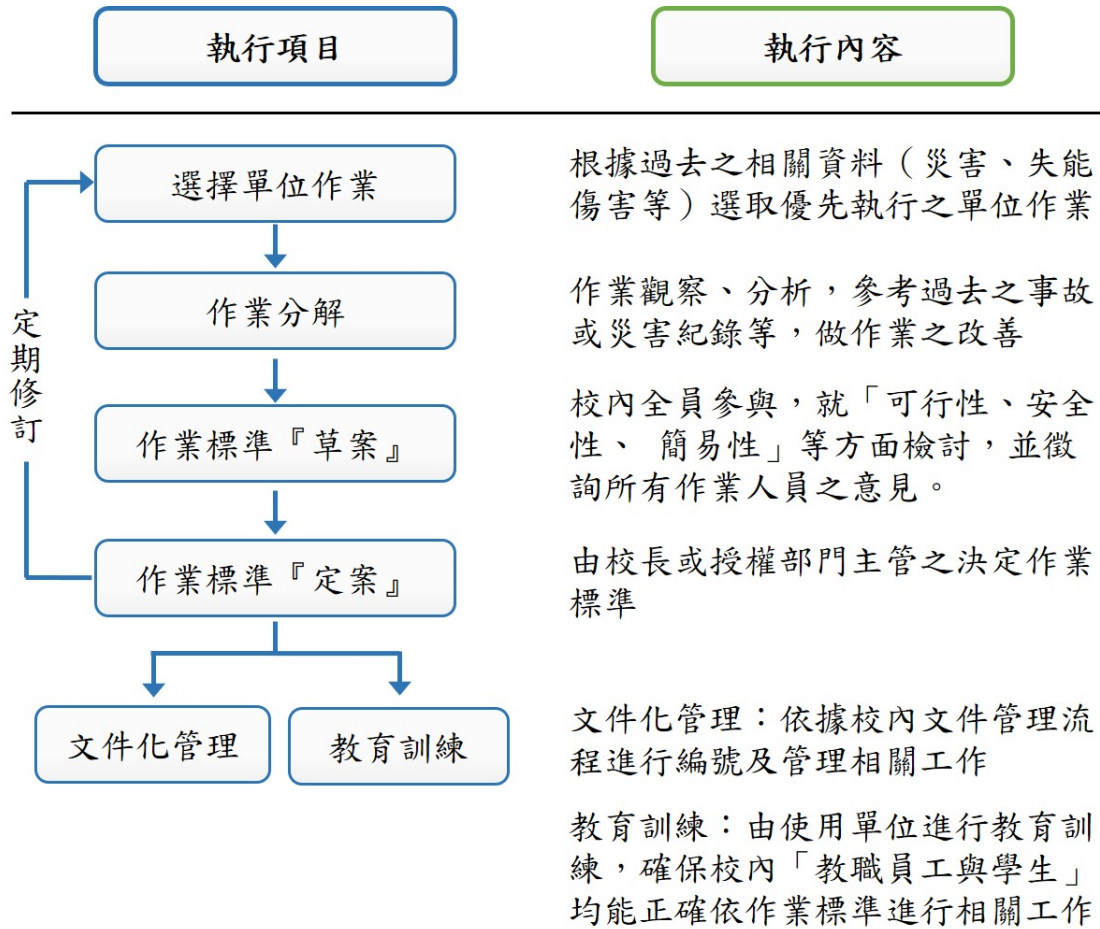 執行項目
執行內容
選擇單位作業
根據過去之相關資料（災害、失能
傷害等）選取優先執行之單位作業
作業分解
作業觀察、分析，參考過去之事故
或災害紀錄等，做作業之改善
定期修訂
作業標準『草案』
校內全員參與，就「可行性、安全
性、 簡易性」等方面檢討，並徵
詢所有作業人員之意見。
作業標準『定案』
由校長或授權部門主管之決定作業
標準
文件化管理
教育訓練
文件化管理：依據校內文件管理流
程進行編號及管理相關工作
教育訓練：由使用單位進行教育訓
練，確保校內「教職員工與學生」
均能正確依作業標準進行相關工作